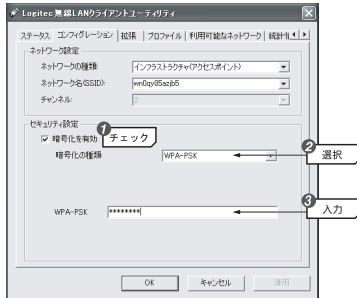 Logitec 無線LANクライアントユーティリティ
ステータス コンフィグレーション 拡張 プロファイル 利用可能なネットワーク 統計情
ネットワーク設定
ネットワークの種類: インフラストラクチャ(アクセスポイント)
ネットワーク名(SSID): wn0qy85azjb5
チャンネル: 2
セキュリティ設定
1 チェック
暗号化を有効
2 選択
暗号化の種類 WPA-PSK
3 入力
WPA-PSK ********
OK キャンセル 適用